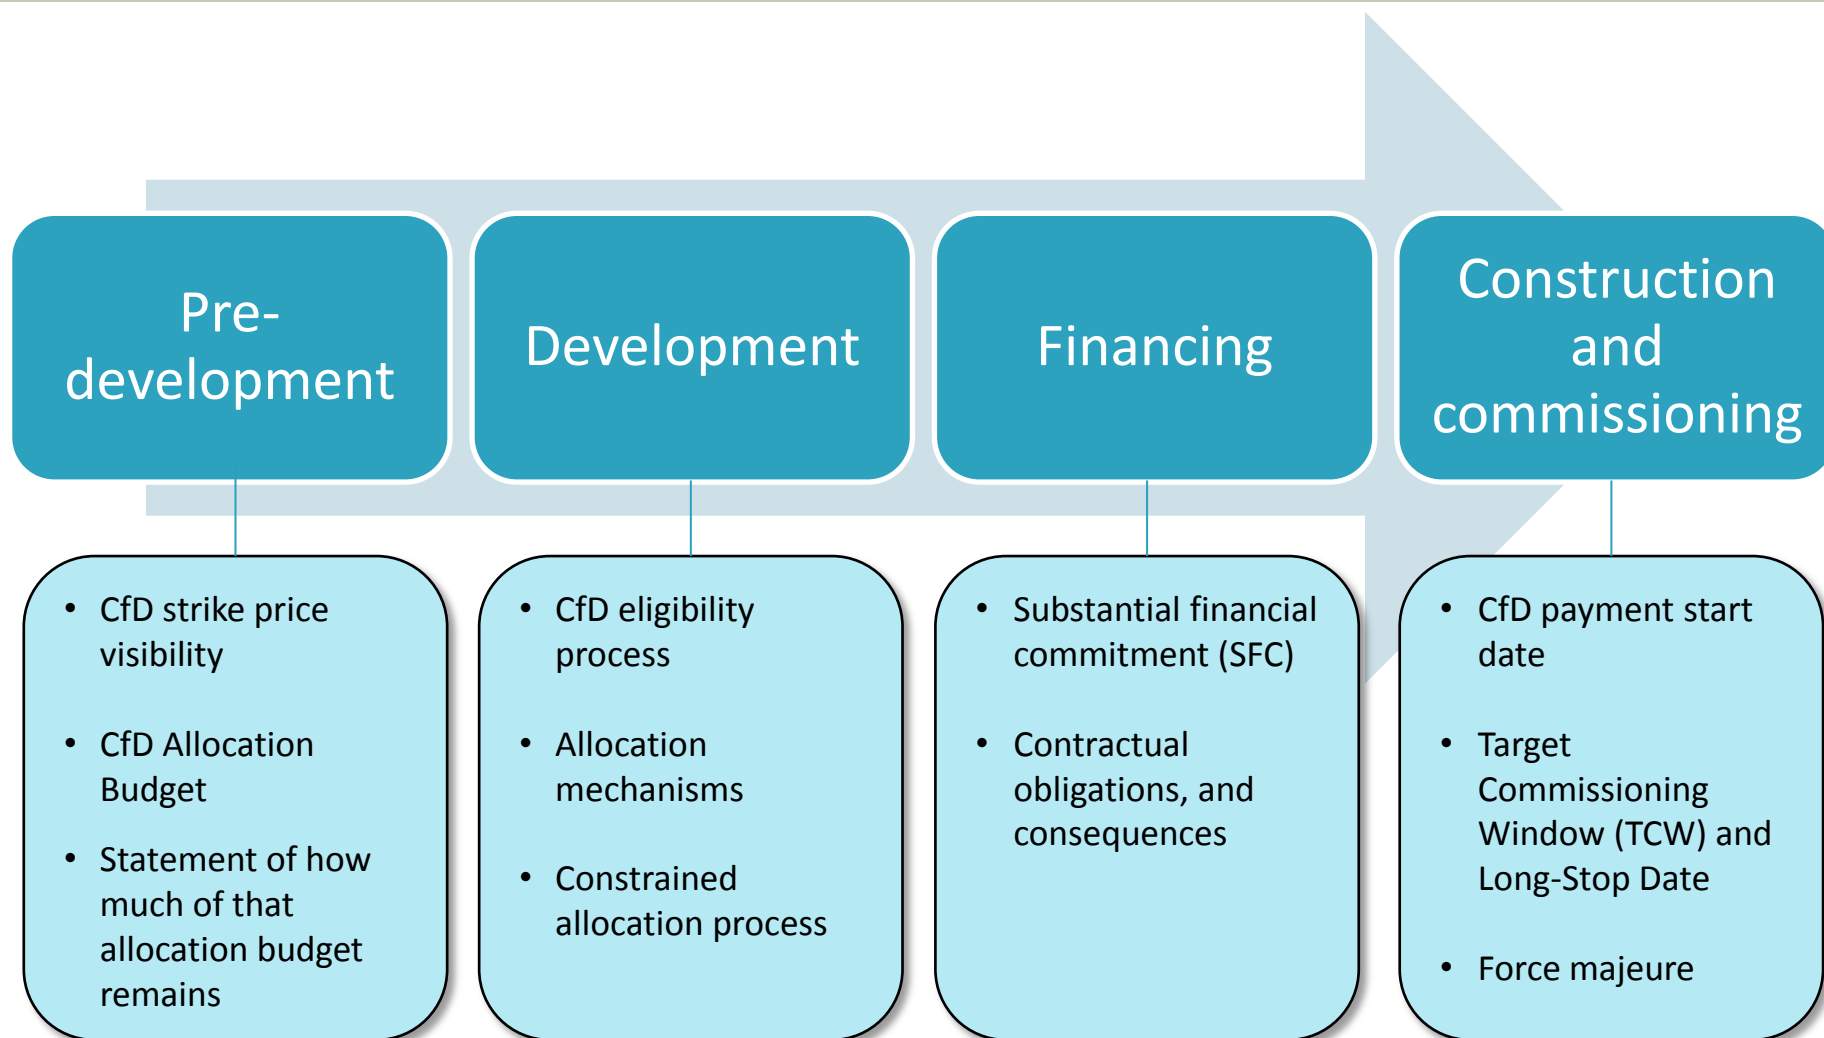 Pre-
development
Development
Financing
Construction
and
commissioning
• CfD strike price
visibility
• CfD Allocation
Budget
• Statement of how
much of that
allocation budget
remains
• CfD eligibility
process
• Allocation
mechanisms
• Constrained
allocation process
• Substantial financial
commitment (SFC)
• Contractual
obligations, and
consequences
• CfD payment start
date
• Target
Commissioning
Window (TCW) and
Long-Stop Date
• Force majeure